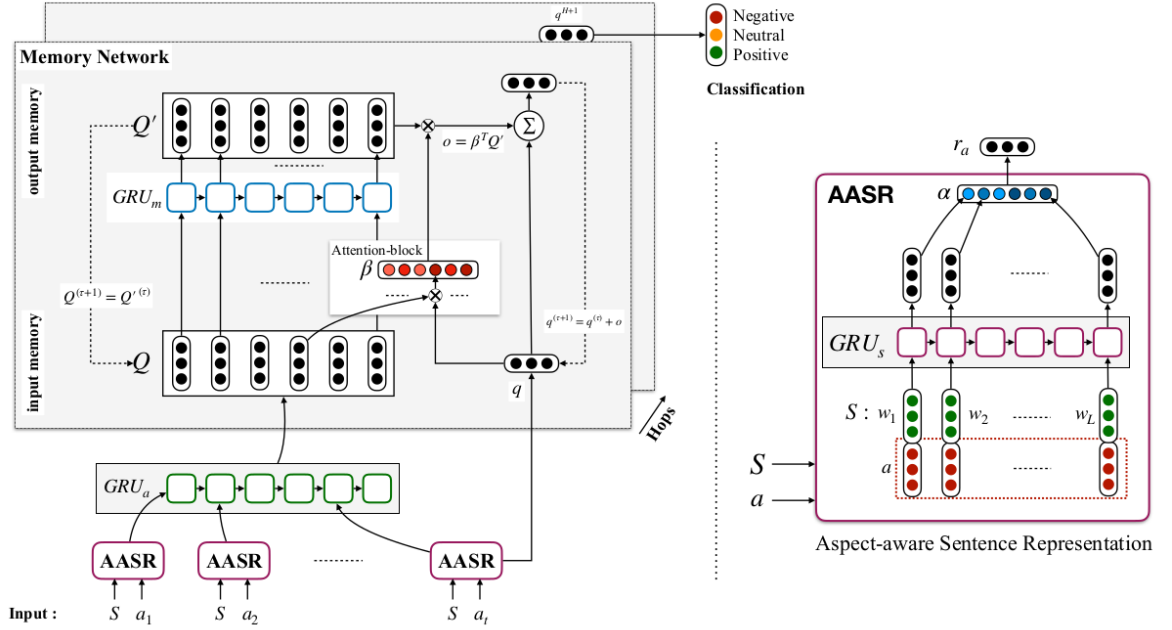 q^{H+1}
Negative
Neutral
Positive
Classification
Memory Network
output memory
Q′
o = β^T Q′
Σ
GRU_m
Attention-block
β
Q^{(τ+1)} = Q′^{(τ)}
q^{(τ+1)} = q^{(τ)} + o
input memory
Q
q
Hops
GRU_a
AASR
AASR
AASR
Input :
S a_1
S a_2
S a_t
r_a
AASR
α
GRU_s
S : w_1 w_2 w_L
a
S
a
Aspect-aware Sentence Representation